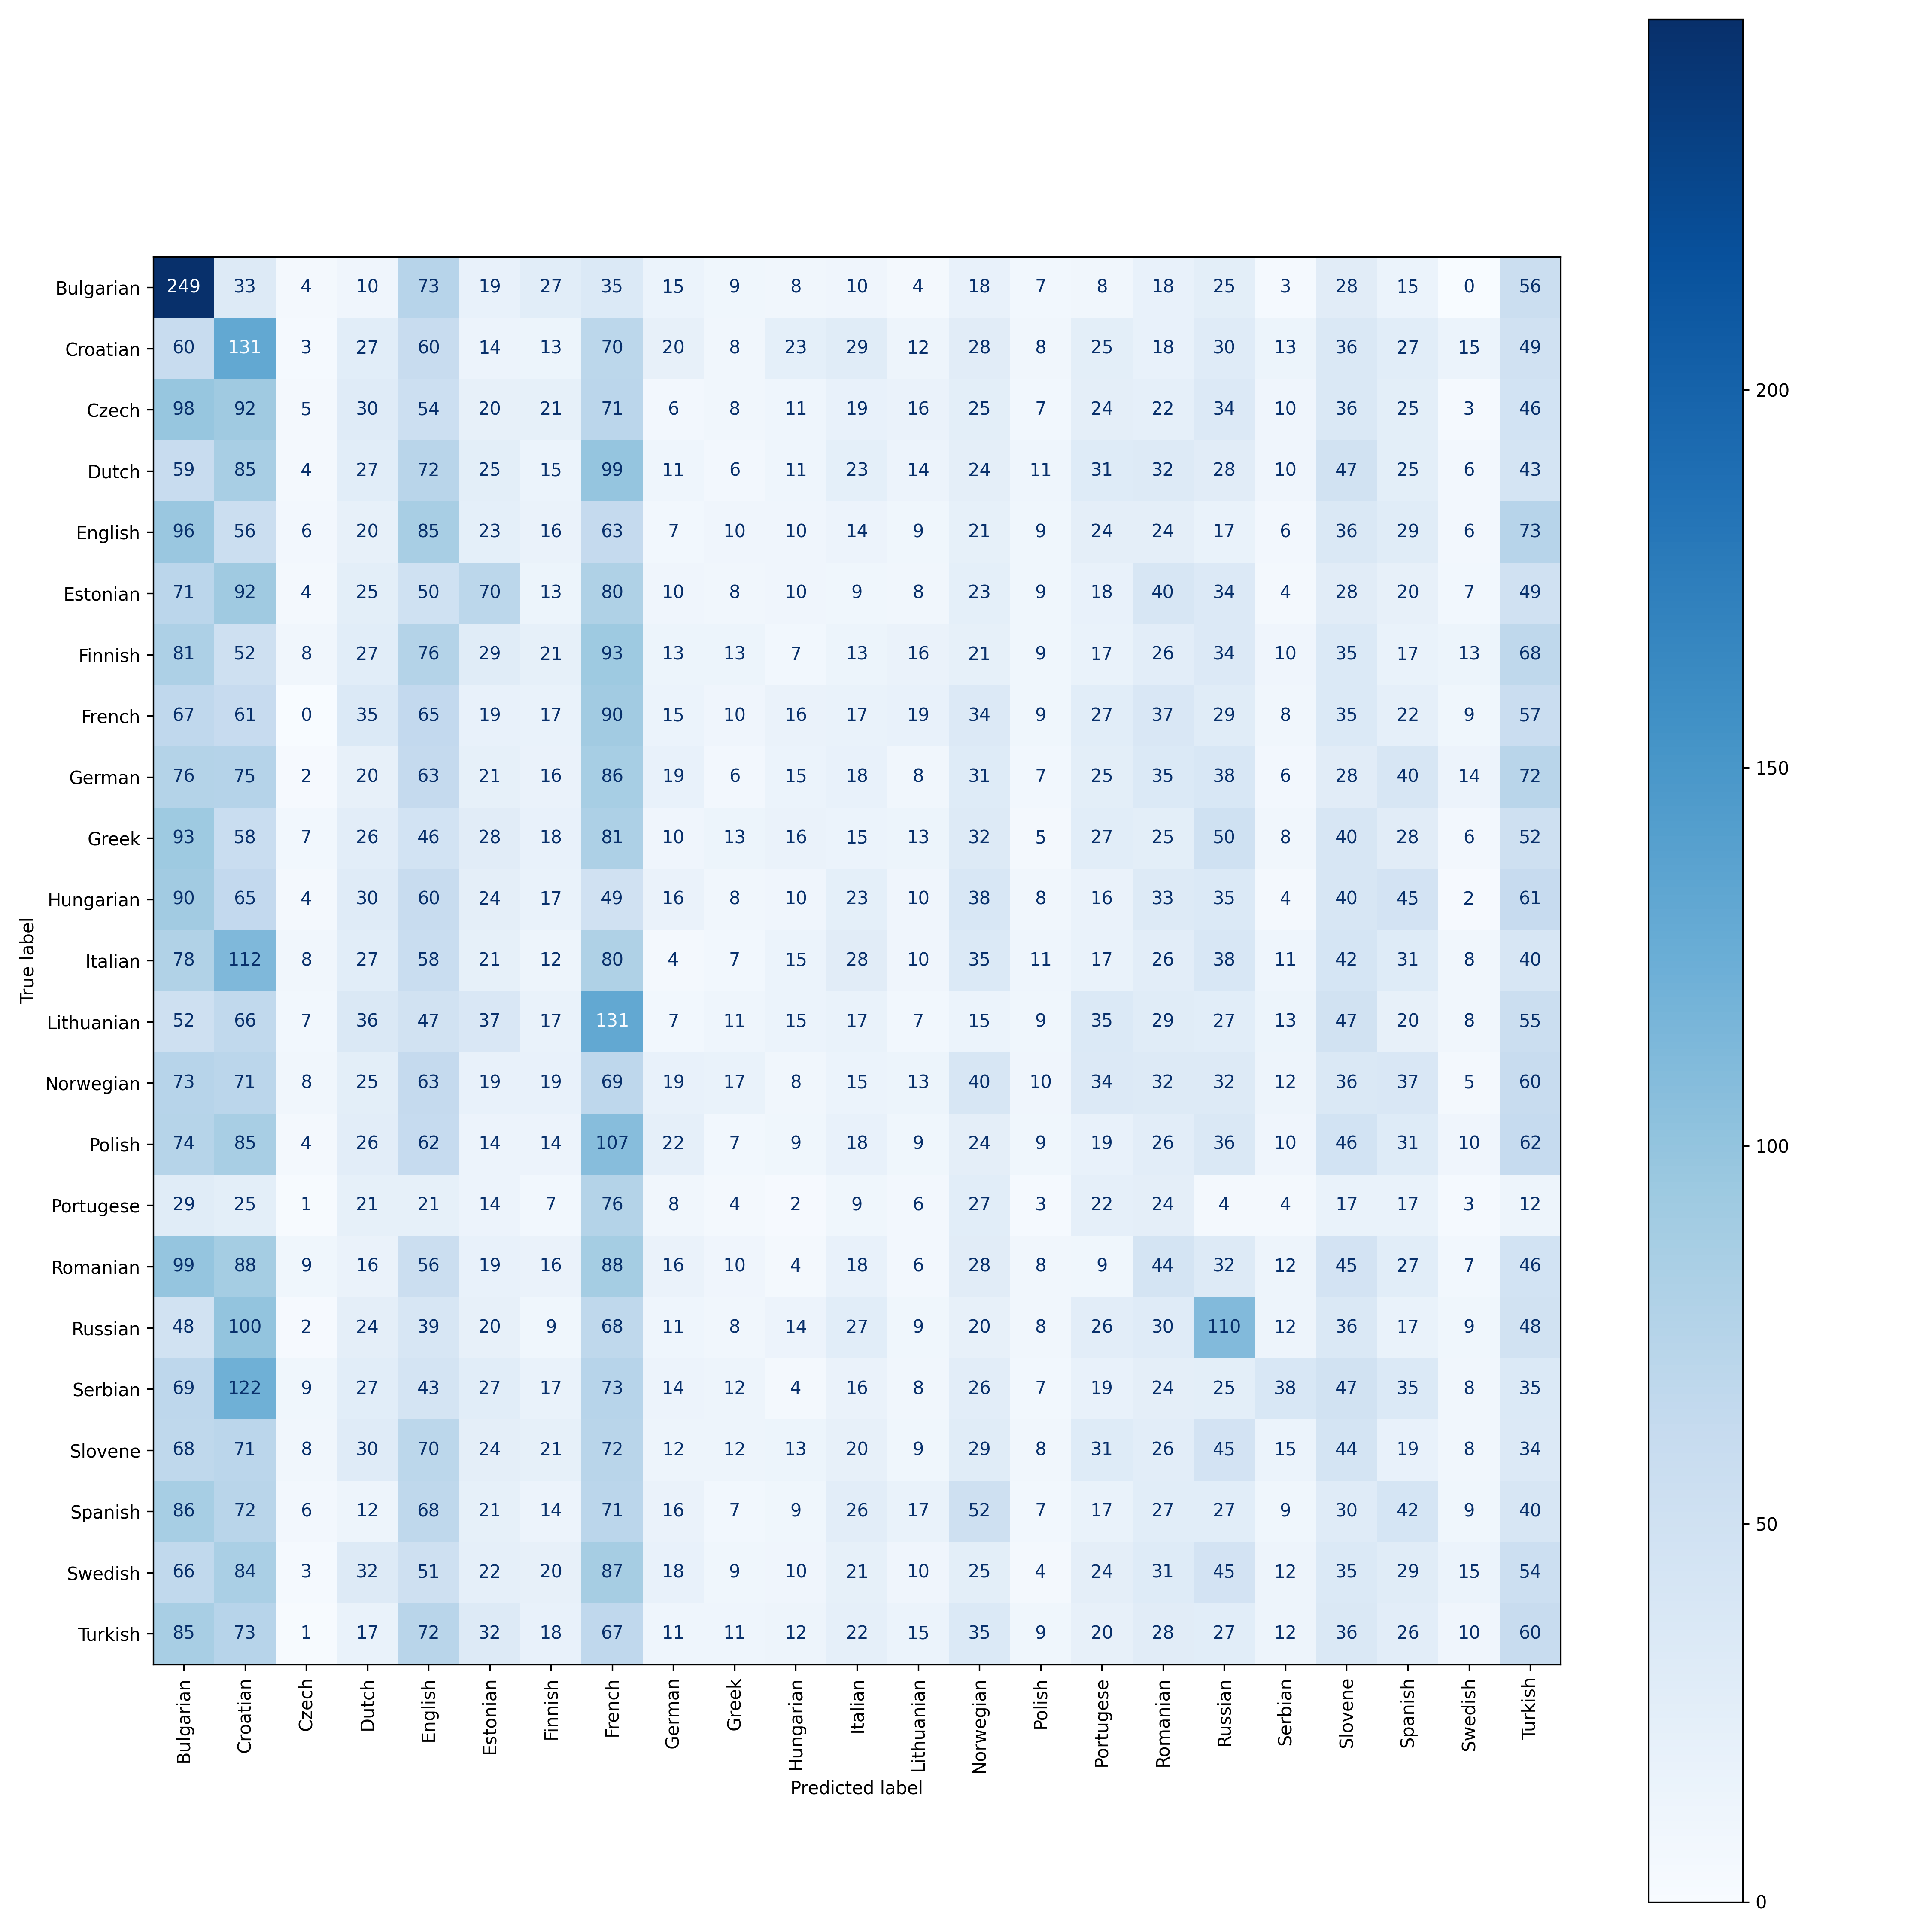 Bulgarian 249 33 4 10 73 19 27 35 15 9 8 10 4 18 7 8 18 25 3 28 15 0 56
Croatian 60 131 3 27 60 14 13 70 20 8 23 29 12 28 8 25 18 30 13 36 27 15 49
200
Czech 98 92 5 30 54 20 21 71 6 8 11 19 16 25 7 24 22 34 10 36 25 3 46
Dutch 59 85 4 27 72 25 15 99 11 6 11 23 14 24 11 31 32 28 10 47 25 6 43
English 96 56 6 20 85 23 16 63 7 10 10 14 9 21 9 24 24 17 6 36 29 6 73
Estonian 71 92 4 25 50 70 13 80 10 8 10 9 8 23 9 18 40 34 4 28 20 7 49
Finnish 81 52 8 27 76 29 21 93 13 13 7 13 16 21 9 17 26 34 10 35 17 13 68
French 67 61 0 35 65 19 17 90 15 10 16 17 19 34 9 27 37 29 8 35 22 9 57
150
German 76 75 2 20 63 21 16 86 19 6 15 18 8 31 7 25 35 38 6 28 40 14 72
Greek 93 58 7 26 46 28 18 81 10 13 16 15 13 32 5 27 25 50 8 40 28 6 52
Hungarian 90 65 4 30 60 24 17 49 16 8 10 23 10 38 8 16 33 35 4 40 45 2 61
True label
Italian 78 112 8 27 58 21 12 80 4 7 15 28 10 35 11 17 26 38 11 42 31 8 40
Lithuanian 52 66 7 36 47 37 17 131 7 11 15 17 7 15 9 35 29 27 13 47 20 8 55
Norwegian 73 71 8 25 63 19 19 69 19 17 8 15 13 40 10 34 32 32 12 36 37 5 60
Polish 74 85 4 26 62 14 14 107 22 7 9 18 9 24 9 19 26 36 10 46 31 10 62
100
Portugese 29 25 1 21 21 14 7 76 8 4 2 9 6 27 3 22 24 4 4 17 17 3 12
Romanian 99 88 9 16 56 19 16 88 16 10 4 18 6 28 8 9 44 32 12 45 27 7 46
Russian 48 100 2 24 39 20 9 68 11 8 14 27 9 20 8 26 30 110 12 36 17 9 48
Serbian 69 122 9 27 43 27 17 73 14 12 4 16 8 26 7 19 24 25 38 47 35 8 35
Slovene 68 71 8 30 70 24 21 72 12 12 13 20 9 29 8 31 26 45 15 44 19 8 34
Spanish 86 72 6 12 68 21 14 71 16 7 9 26 17 52 7 17 27 27 9 30 42 9 40
50
Swedish 66 84 3 32 51 22 20 87 18 9 10 21 10 25 4 24 31 45 12 35 29 15 54
Turkish 85 73 1 17 72 32 18 67 11 11 12 22 15 35 9 20 28 27 12 36 26 10 60
Bulgarian Croatian Czech Dutch English Estonian Finnish French German Greek Hungarian Italian Lithuanian Norwegian Polish Portugese Romanian Russian Serbian Slovene Spanish Swedish Turkish
Predicted label
0